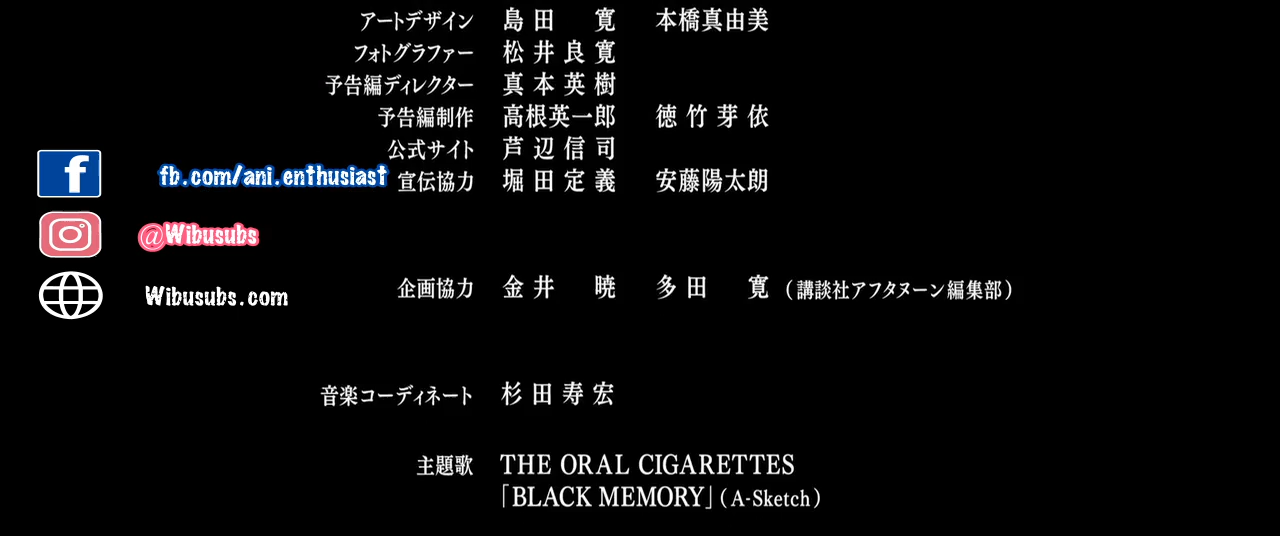 アートデザイン 島田 寛 本橋真由美
フォトグラファー 松井良寛
予告編ディレクター 真本英樹
予告編制作 高根英一郎 徳竹芽依
公式サイト 芦辺信司
fb.com/ani.enthusiast 宣伝協力 堀田定義 安藤陽太朗
@Wibusubs
Wibusubs.com 企画協力 金井 暁 多田 寛 (講談社アフタヌーン編集部)
音楽コーディネート 杉田寿宏
主題歌 THE ORAL CIGARETTES
「BLACK MEMORY」(A-Sketch)